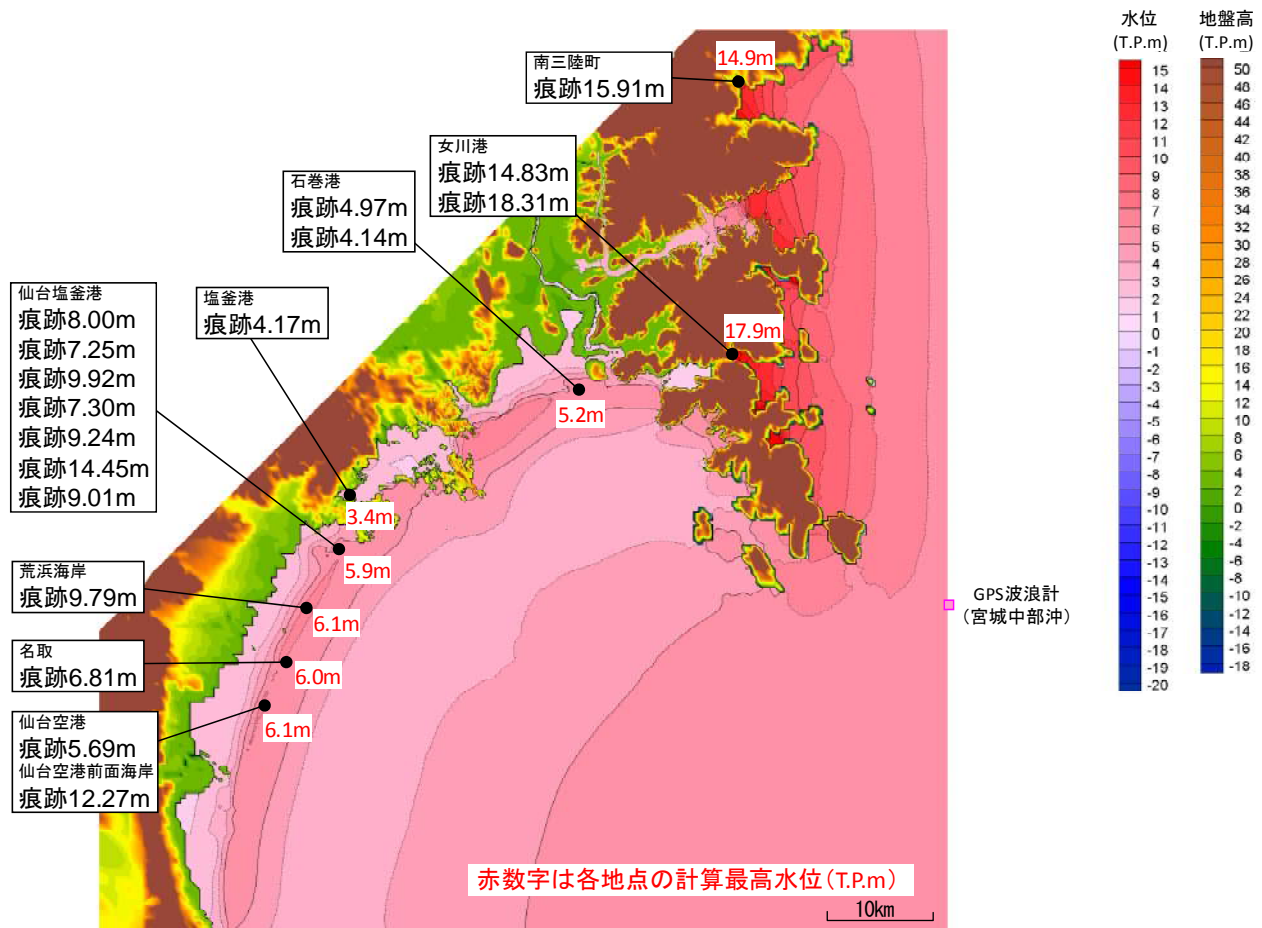 水位
(T.P.m)
地盤高
(T.P.m)
南三陸町
痕跡15.91m
14.9m
女川港
痕跡14.83m
痕跡18.31m
石巻港
痕跡4.97m
痕跡4.14m
仙台塩釜港
痕跡8.00m
痕跡7.25m
痕跡9.92m
痕跡7.30m
痕跡9.24m
痕跡14.45m
痕跡9.01m
塩釜港
痕跡4.17m
17.9m
5.2m
3.4m
5.9m
荒浜海岸
痕跡9.79m
6.1m
名取
痕跡6.81m
6.0m
仙台空港
痕跡5.69m
仙台空港前面海岸
痕跡12.27m
6.1m
GPS波浪計
（宮城中部沖）
赤数字は各地点の計算最高水位（T.P.m）
10km
15
14
13
12
11
10
9
8
7
6
5
4
3
2
1
0
-1
-2
-3
-4
-5
-6
-7
-8
-9
-10
-11
-12
-13
-14
-15
-16
-17
-18
-19
-20
50
48
46
44
42
40
38
36
34
32
30
28
26
24
22
20
18
16
14
12
10
8
6
4
2
0
-2
-4
-6
-8
-10
-12
-14
-16
-18